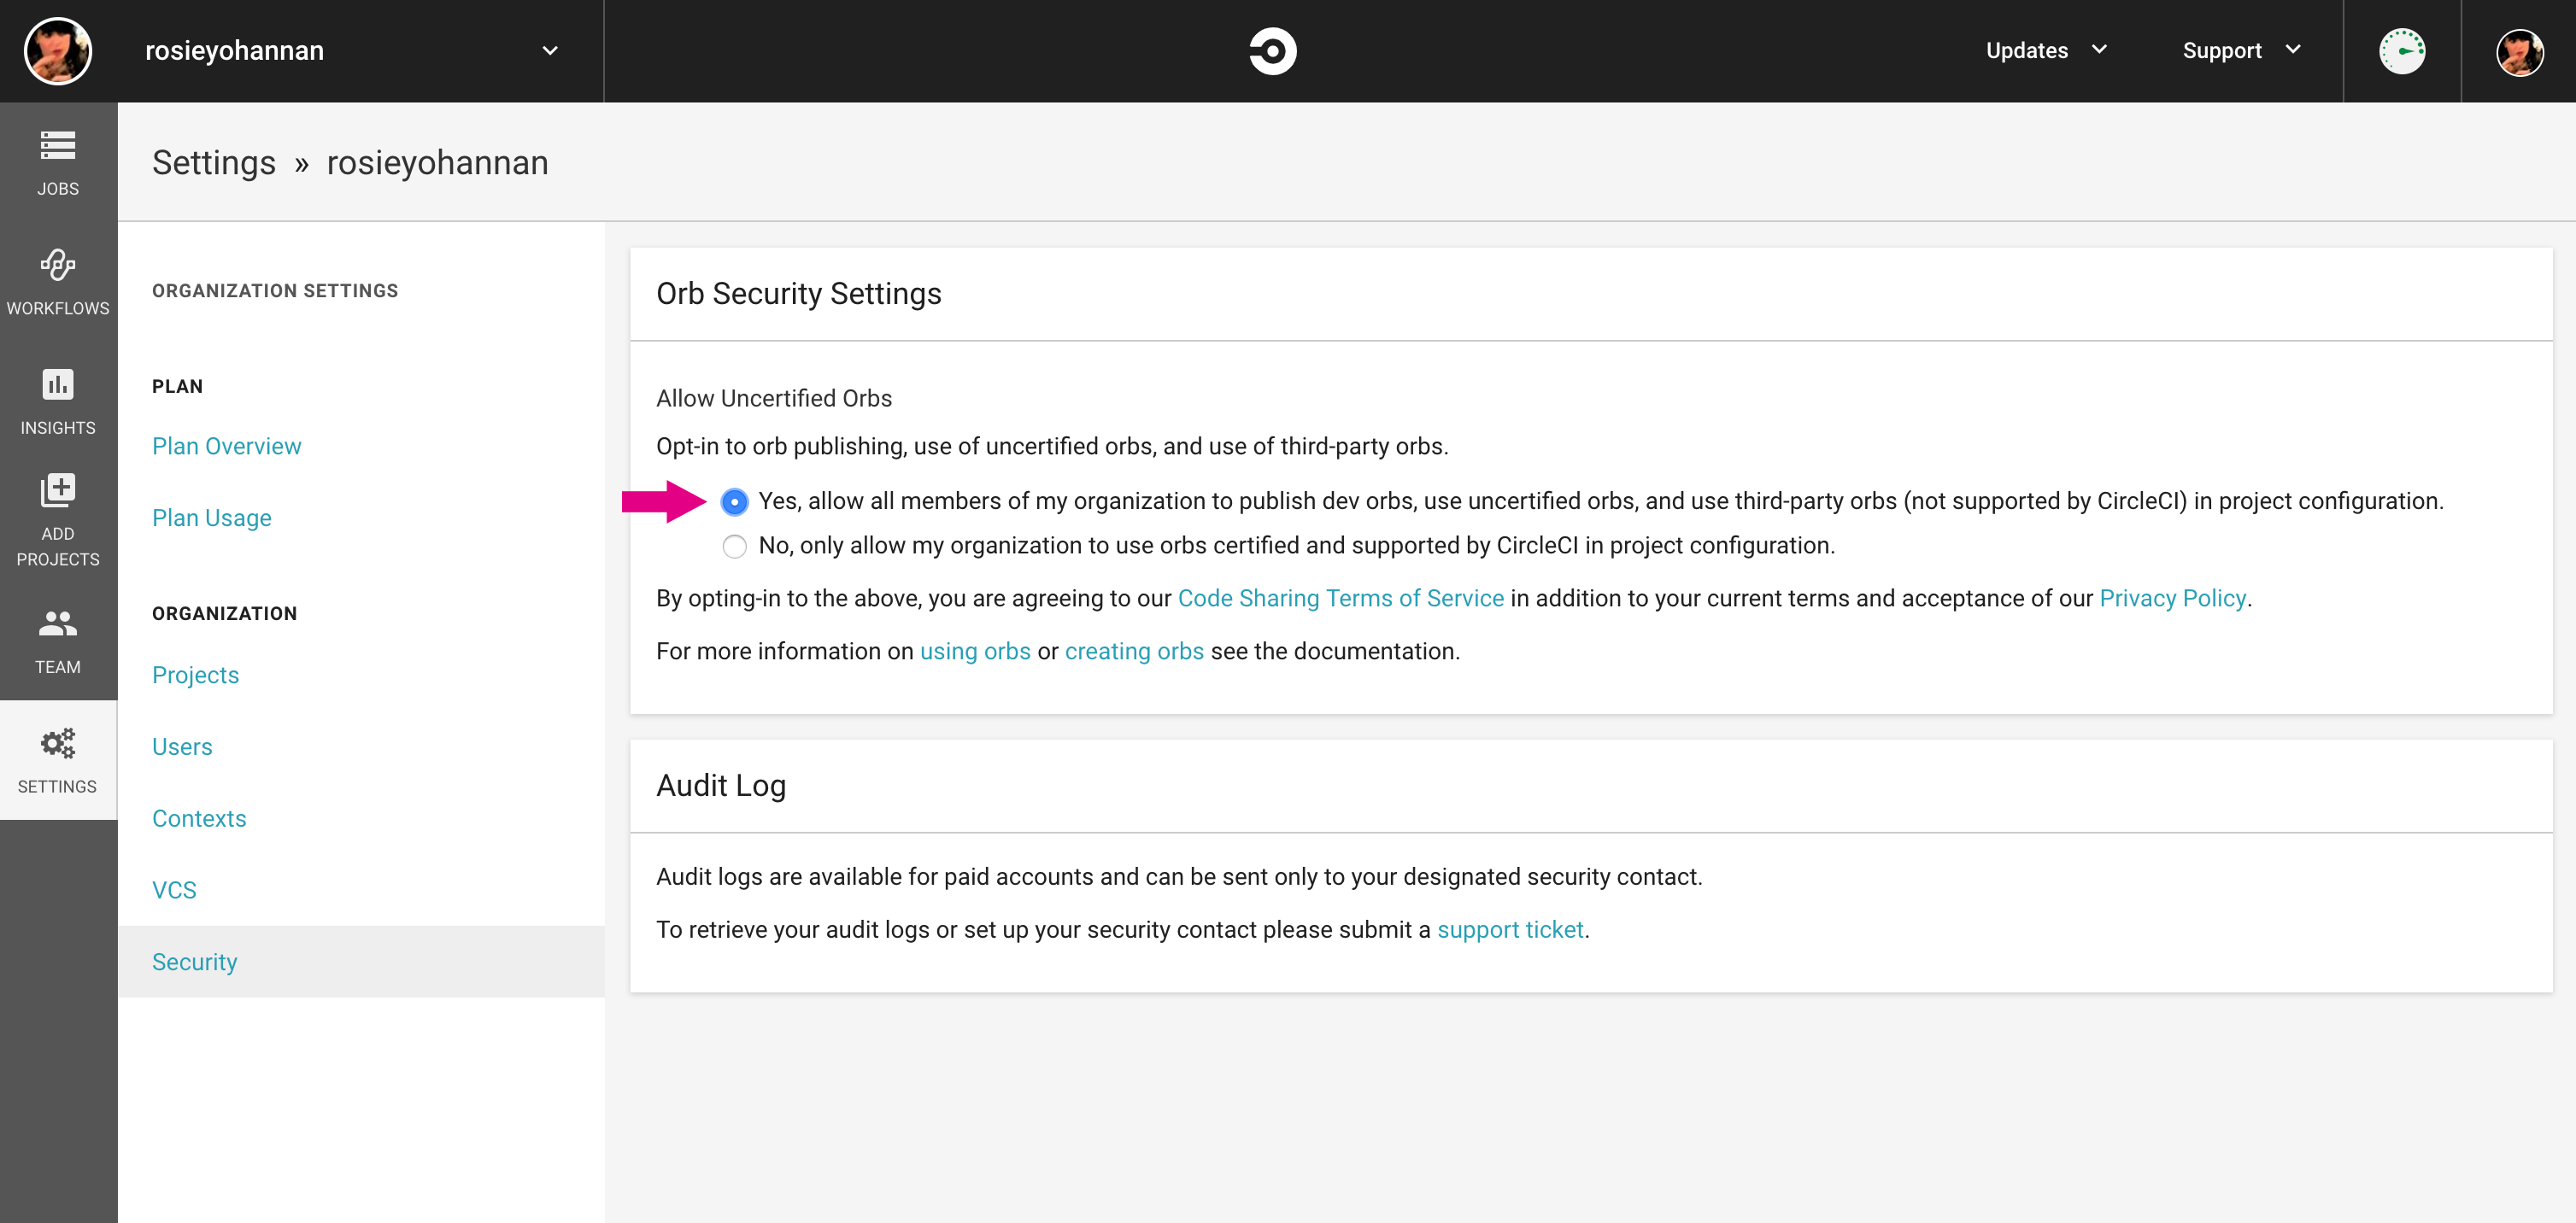 rosieyohannan
Updates
Support
JOBS
WORKFLOWS
INSIGHTS
ADD
PROJECTS
TEAM
SETTINGS
Settings » rosieyohannan
ORGANIZATION SETTINGS
PLAN
Plan Overview
Plan Usage
ORGANIZATION
Projects
Users
Contexts
VCS
Security
Orb Security Settings
Allow Uncertified Orbs
Opt-in to orb publishing, use of uncertified orbs, and use of third-party orbs.
Yes, allow all members of my organization to publish dev orbs, use uncertified orbs, and use third-party orbs (not supported by CircleCI) in project configuration.
No, only allow my organization to use orbs certified and supported by CircleCI in project configuration.
By opting-in to the above, you are agreeing to our Code Sharing Terms of Service in addition to your current terms and acceptance of our Privacy Policy.
For more information on using orbs or creating orbs see the documentation.
Audit Log
Audit logs are available for paid accounts and can be sent only to your designated security contact.
To retrieve your audit logs or set up your security contact please submit a support ticket.